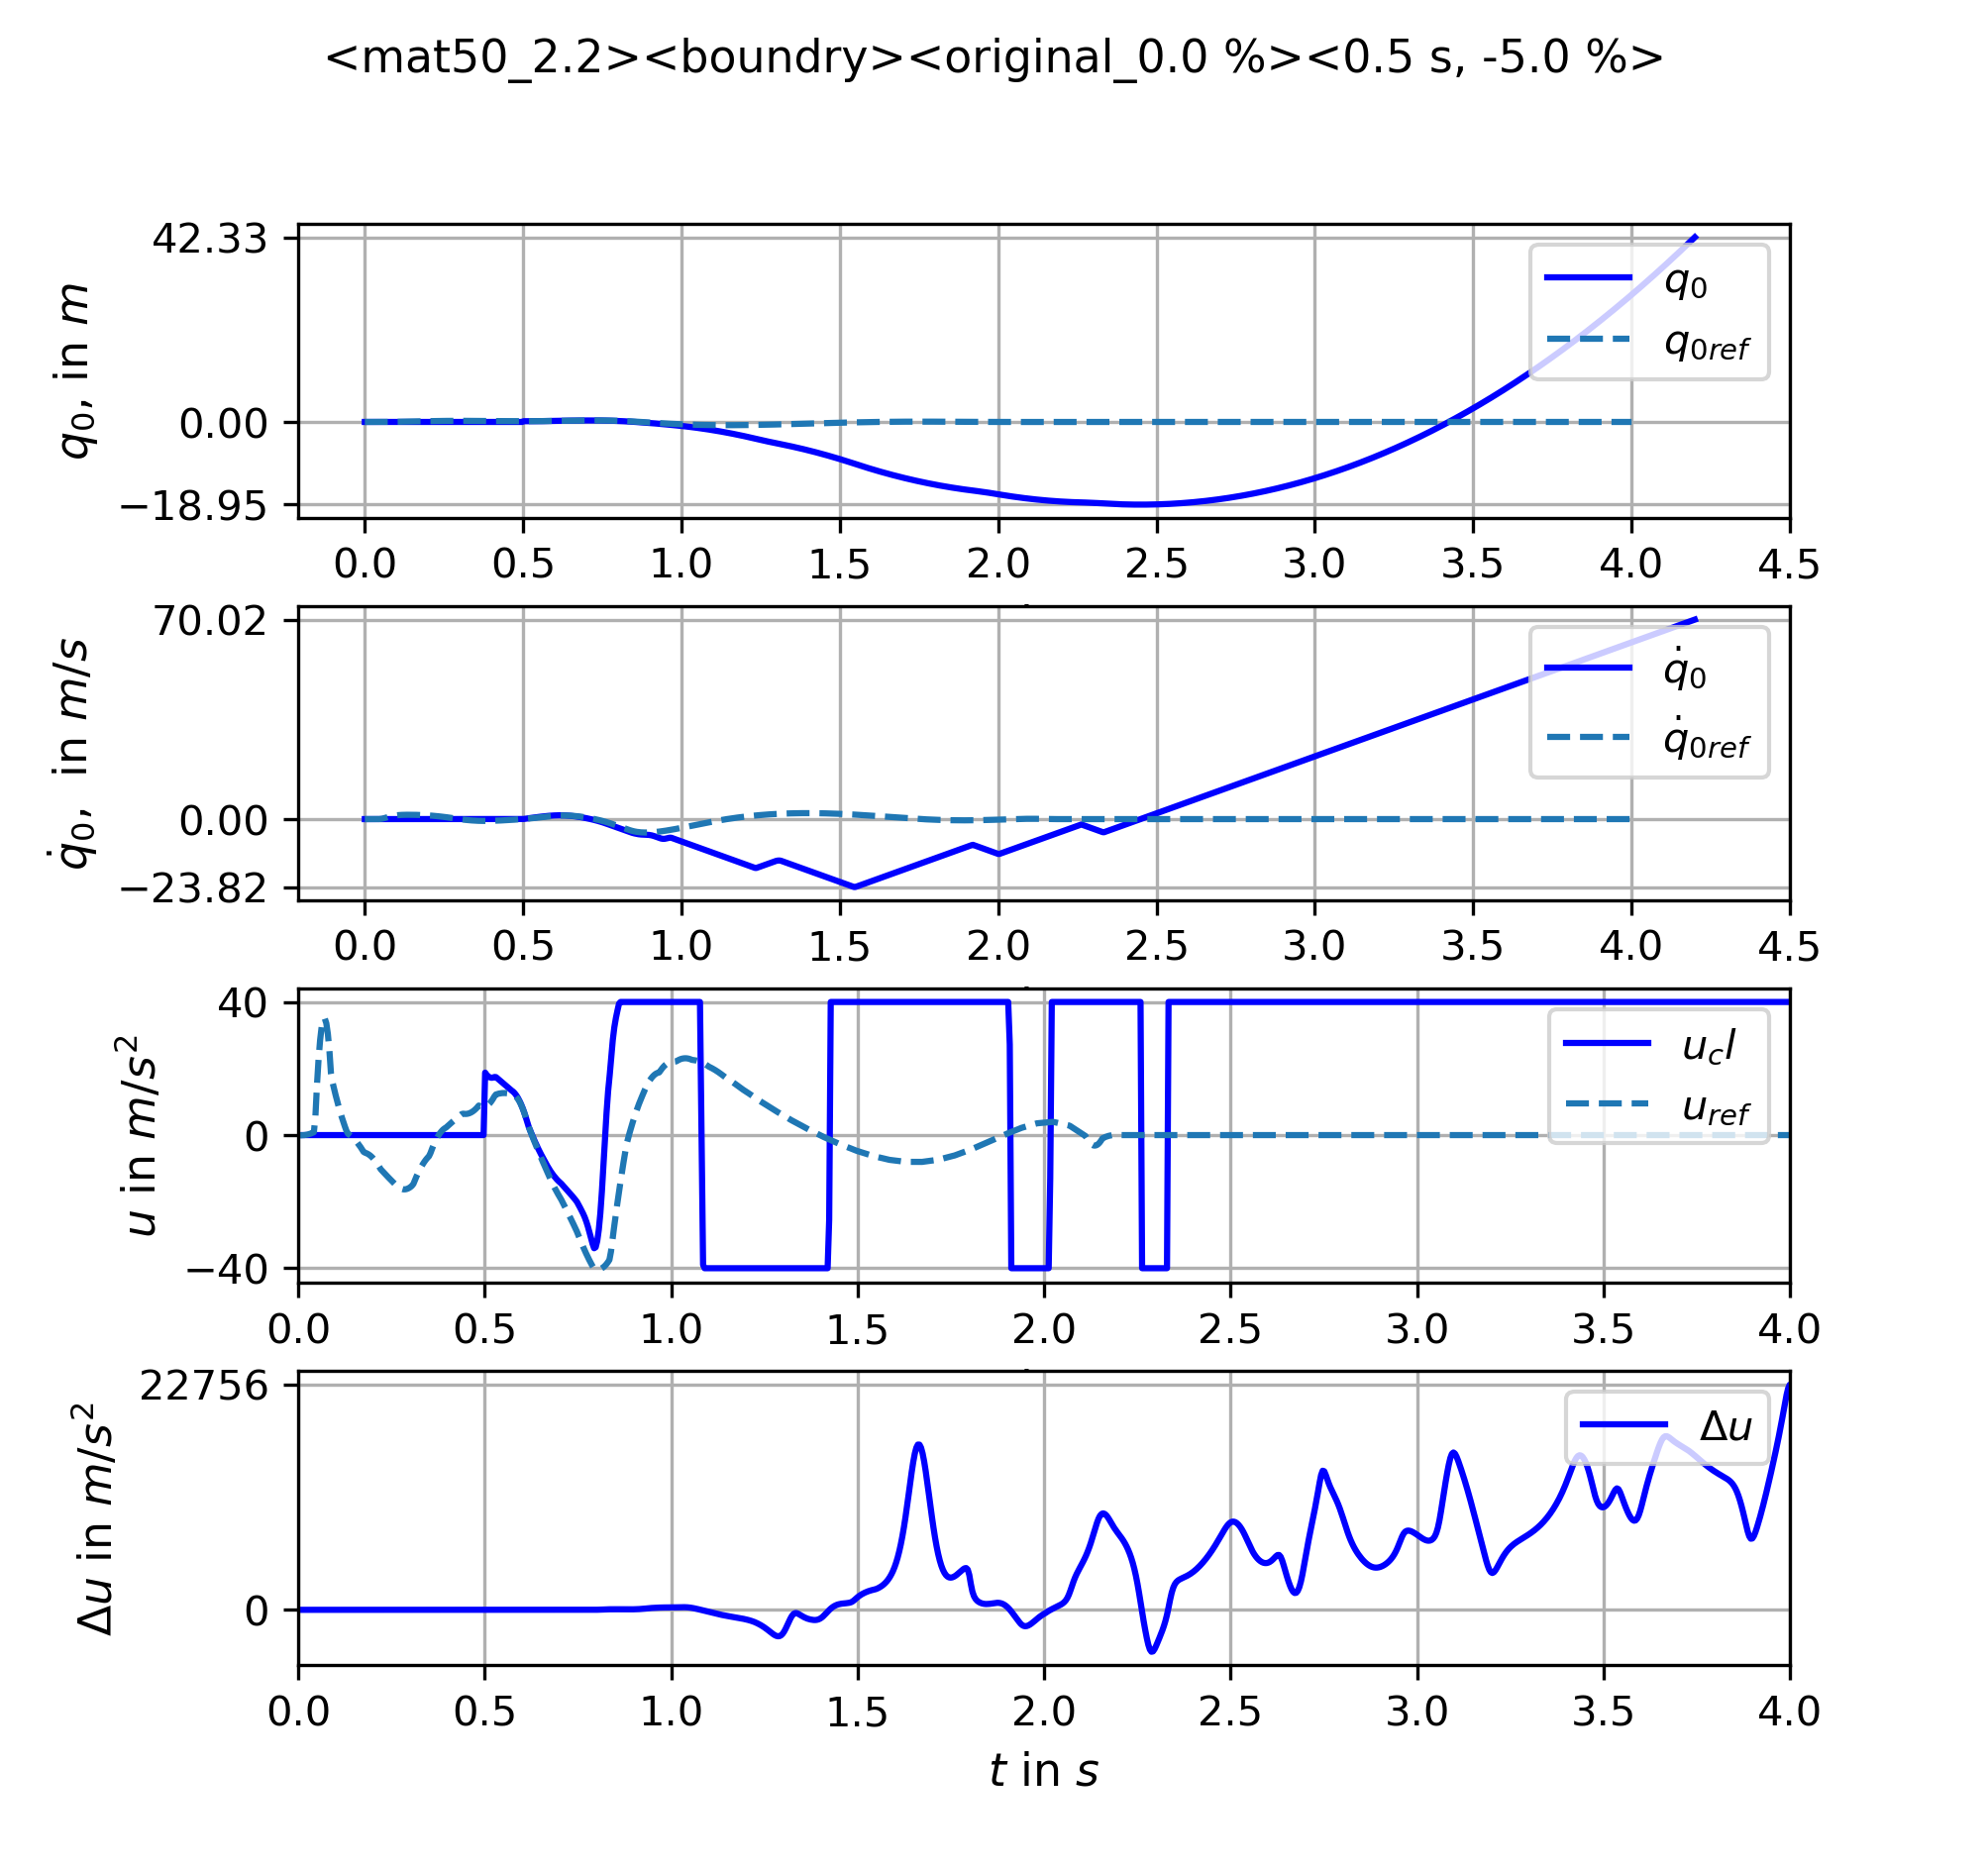 <mat50_2.2><boundry><original_0.0 %><0.5 s, -5.0 %>
42.33
0.00
−18.95
q₀, in m
q₀
q₀ref
0.0 0.5 1.0 1.5 2.0 2.5 3.0 3.5 4.0 4.5
70.02
0.00
−23.82
q̇₀, in m/s
q̇₀
q̇₀ref
0.0 0.5 1.0 1.5 2.0 2.5 3.0 3.5 4.0 4.5
40
0
−40
u in m/s²
u_cl
u_ref
0.0 0.5 1.0 1.5 2.0 2.5 3.0 3.5 4.0
22756
0
Δu in m/s²
Δu
0.0 0.5 1.0 1.5 2.0 2.5 3.0 3.5 4.0
t in s